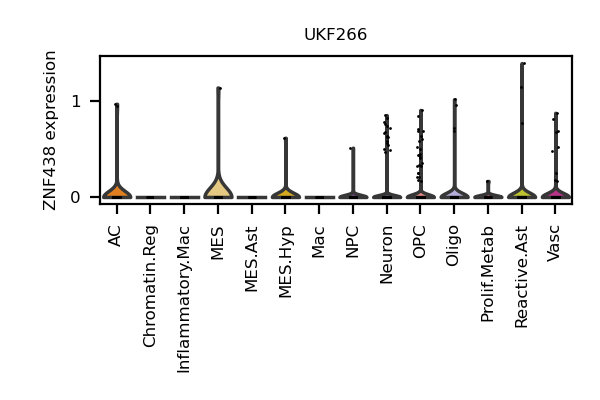 UKF266
ZNF438 expression
1
0
AC
Chromatin.Reg
Inflammatory.Mac
MES
MES.Ast
MES.Hyp
Mac
NPC
Neuron
OPC
Oligo
Prolif.Metab
Reactive.Ast
Vasc